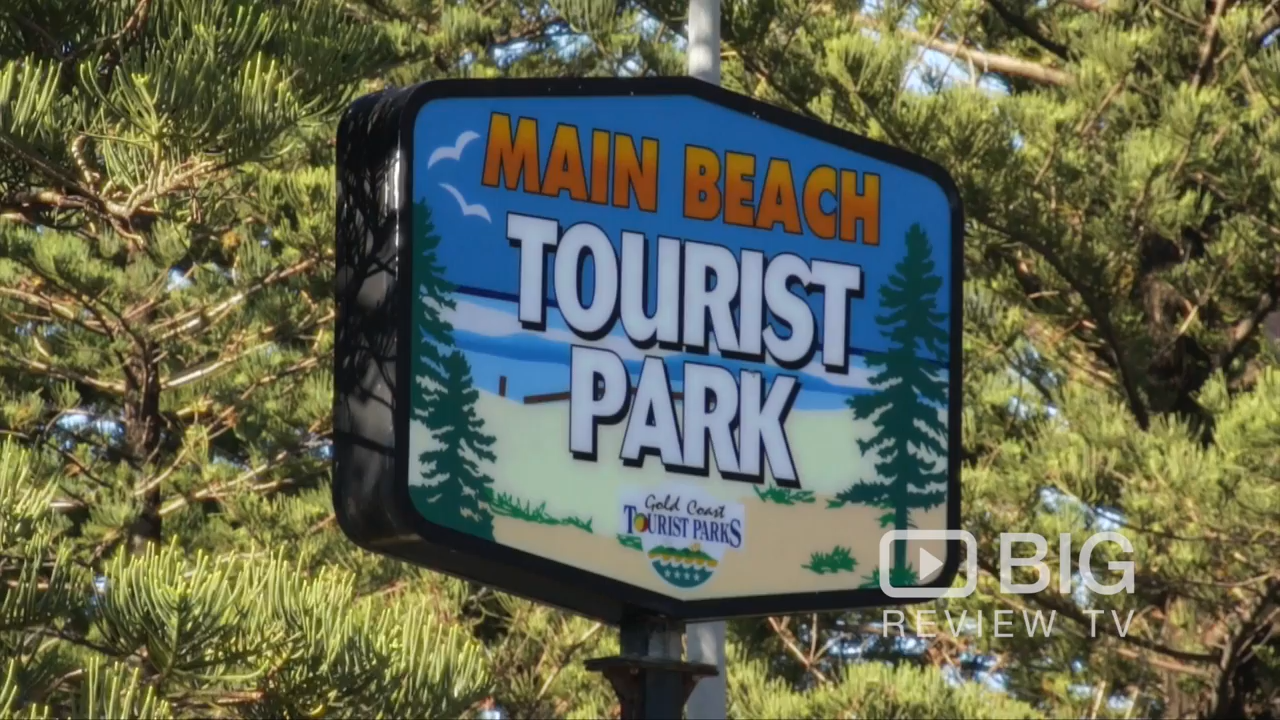 MAIN BEACH
TOURIST
PARK
Gold Coast
TOURIST PARKS
BIG
REVIEW TV